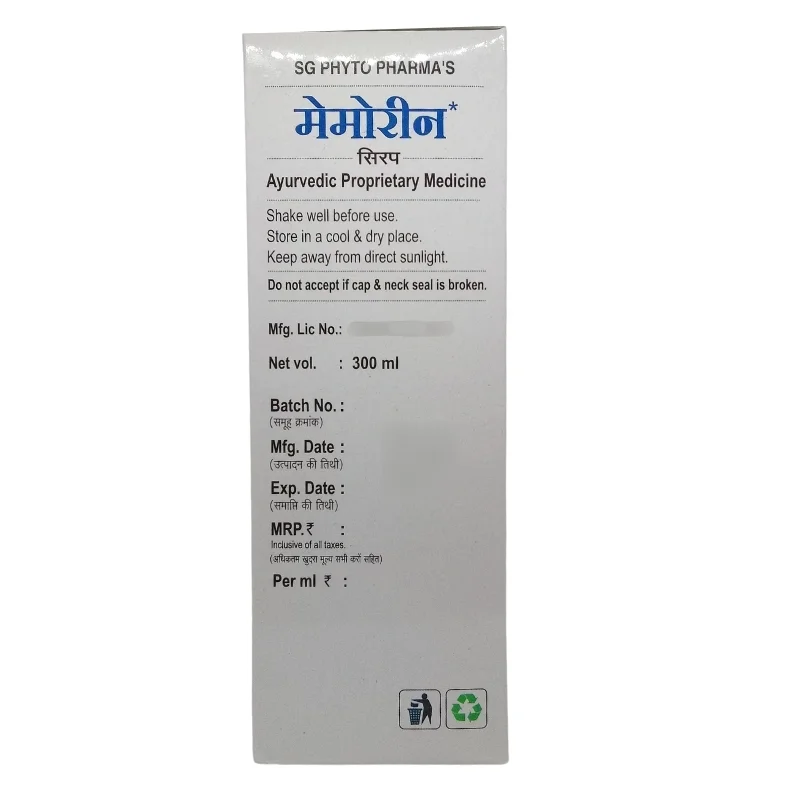 SG PHYTO PHARMA'S
मेमोरीन*
सिरप
Ayurvedic Proprietary Medicine
Shake well before use.
Store in a cool & dry place.
Keep away from direct sunlight.
Do not accept if cap & neck seal is broken.
Mfg. Lic No.:
Net vol. : 300 ml
Batch No. :
(समूह क्रमांक)
Mfg. Date :
(उत्पादन की तिथी)
Exp. Date :
(समाप्ति की तिथी)
MRP.₹ :
Inclusive of all taxes.
(अधिकतम खुदरा मूल्य सभी करों सहित)
Per ml ₹ :